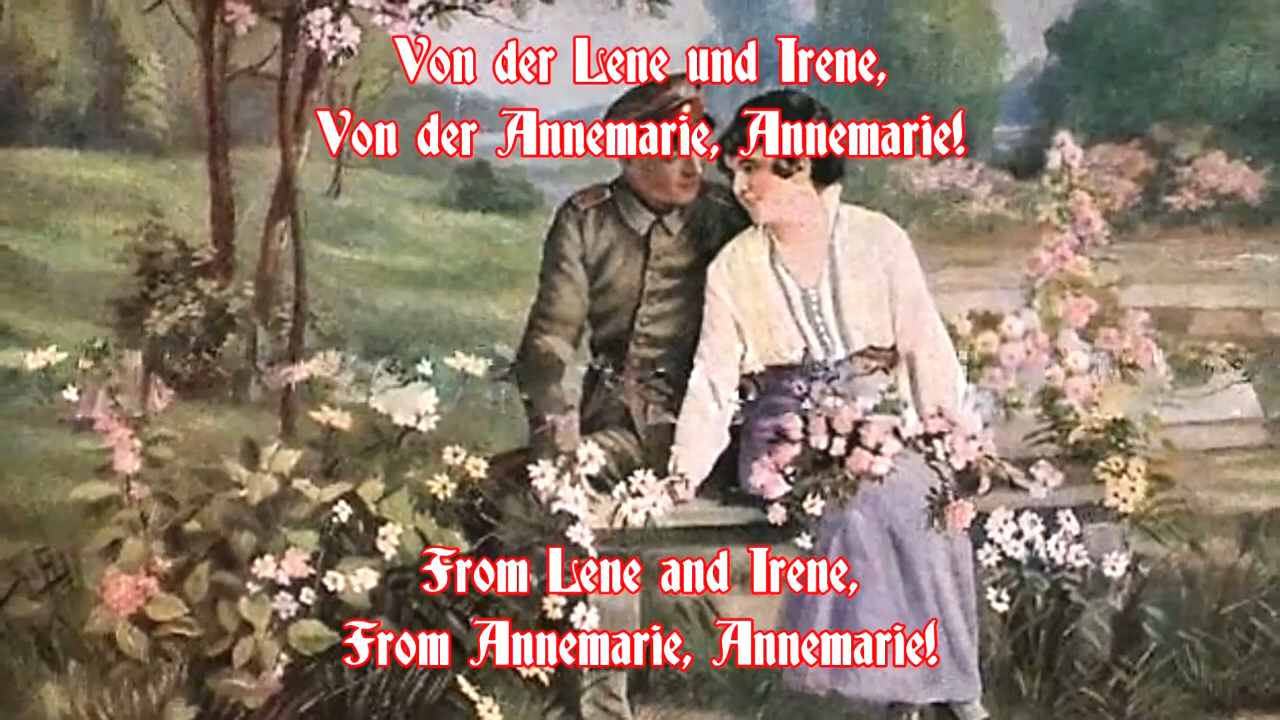 Von der Lene und Irene,
Von der Annemarie, Annemarie!
From Lene and Irene,
From Annemarie, Annemarie!